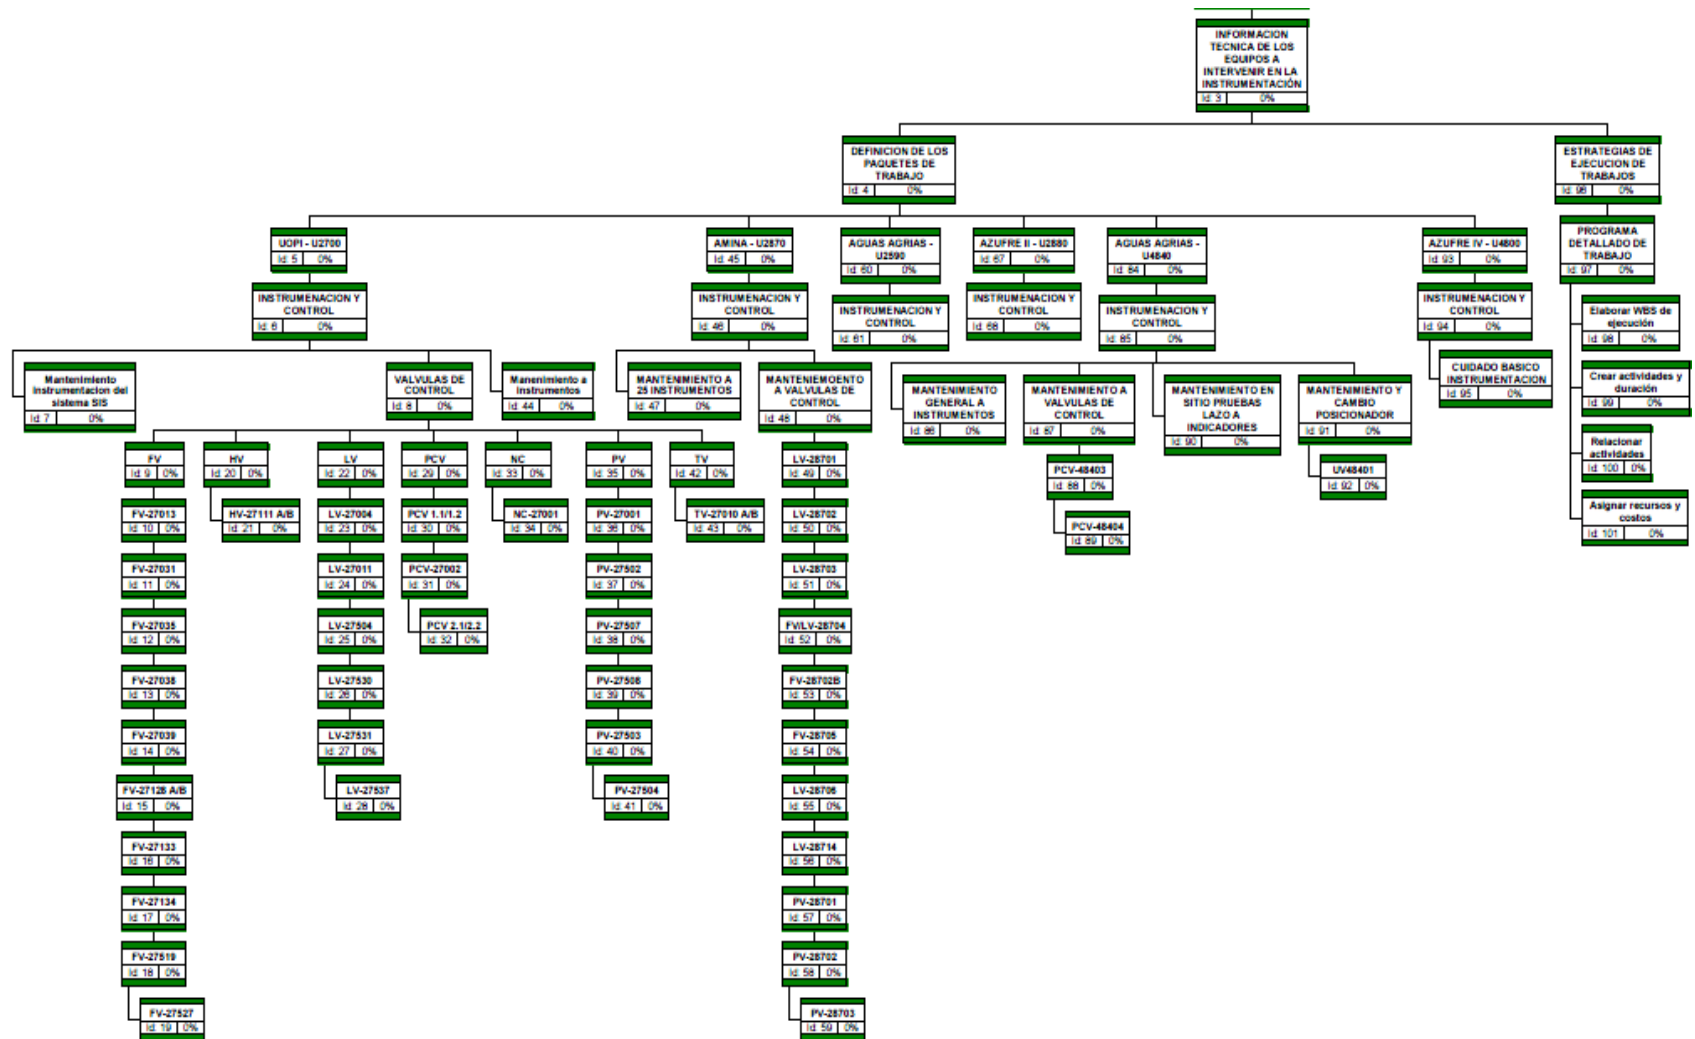 INFORMACION
TECNICA DE LOS
EQUIPOS A
INTERVENIR EN LA
INSTRUMENTACIÓN
Id: 3 0%
DEFINICION DE LOS
PAQUETES DE
TRABAJO
Id: 4 0%
ESTRATEGIAS DE
EJECUCION DE
TRABAJOS
Id: 96 0%
UOPI - U2700
Id: 5 0%
AMINA - U2870
Id: 45 0%
AGUAS AGRIAS -
U2590
Id: 60 0%
AZUFRE II - U2880
Id: 67 0%
AGUAS AGRIAS -
U4840
Id: 84 0%
AZUFRE IV - U4800
Id: 93 0%
PROGRAMA
DETALLADO DE
TRABAJO
Id: 97 0%
INSTRUMENACION Y
CONTROL
Id: 6 0%
INSTRUMENACION Y
CONTROL
Id: 46 0%
INSTRUMENACION Y
CONTROL
Id: 61 0%
INSTRUMENACION Y
CONTROL
Id: 68 0%
INSTRUMENACION Y
CONTROL
Id: 85 0%
INSTRUMENACION Y
CONTROL
Id: 94 0%
Elaborar WBS de
ejecución
Id: 98 0%
Mantenimiento
instrumentacion del
sistema SIS
Id: 7 0%
VALVULAS DE
CONTROL
Id: 8 0%
Manenimiento a
instrumentos
Id: 44 0%
MANTENIMIENTO A
25 INSTRUMENTOS
Id: 47 0%
MANTENIEMOENTO
A VALVULAS DE
CONTROL
Id: 48 0%
MANTENIMIENTO
GENERAL A
INSTRUMENTOS
Id: 86 0%
MANTENIMIENTO A
VALVULAS DE
CONTROL
Id: 87 0%
MANTENIMIENTO EN
SITIO PRUEBAS
LAZO A
INDICADORES
Id: 90 0%
MANTENIMIENTO Y
CAMBIO
POSICIONADOR
Id: 91 0%
CUIDADO BASICO
INSTRUMENTACION
Id: 95 0%
Crear actividades y
duración
Id: 99 0%
Relacionar
actividades
Id: 100 0%
Asignar recursos y
costos
Id: 101 0%
FV
Id: 9 0%
HV
Id: 20 0%
LV
Id: 22 0%
PCV
Id: 29 0%
NC
Id: 33 0%
PV
Id: 35 0%
TV
Id: 42 0%
LV-28701
Id: 49 0%
PCV-48403
Id: 88 0%
UV48401
Id: 92 0%
FV-27013
Id: 10 0%
HV-27111 A/B
Id: 21 0%
LV-27004
Id: 23 0%
PCV 1.1/1.2
Id: 30 0%
NC-27001
Id: 34 0%
PV-27001
Id: 36 0%
TV-27010 A/B
Id: 43 0%
LV-28702
Id: 50 0%
PCV-48404
Id: 89 0%
FV-27031
Id: 11 0%
LV-27011
Id: 24 0%
PCV-27002
Id: 31 0%
PV-27502
Id: 37 0%
LV-28703
Id: 51 0%
FV-27035
Id: 12 0%
LV-27504
Id: 25 0%
PCV 2.1/2.2
Id: 32 0%
PV-27507
Id: 38 0%
FV/LV-28704
Id: 52 0%
FV-27038
Id: 13 0%
LV-27530
Id: 26 0%
PV-27508
Id: 39 0%
FV-28702B
Id: 53 0%
FV-27039
Id: 14 0%
LV-27531
Id: 27 0%
PV-27503
Id: 40 0%
FV-28705
Id: 54 0%
FV-27128 A/B
Id: 15 0%
LV-27537
Id: 28 0%
PV-27504
Id: 41 0%
LV-28706
Id: 55 0%
FV-27133
Id: 16 0%
LV-28714
Id: 56 0%
FV-27134
Id: 17 0%
PV-28701
Id: 57 0%
FV-27519
Id: 18 0%
PV-28702
Id: 58 0%
FV-27527
Id: 19 0%
PV-28703
Id: 59 0%